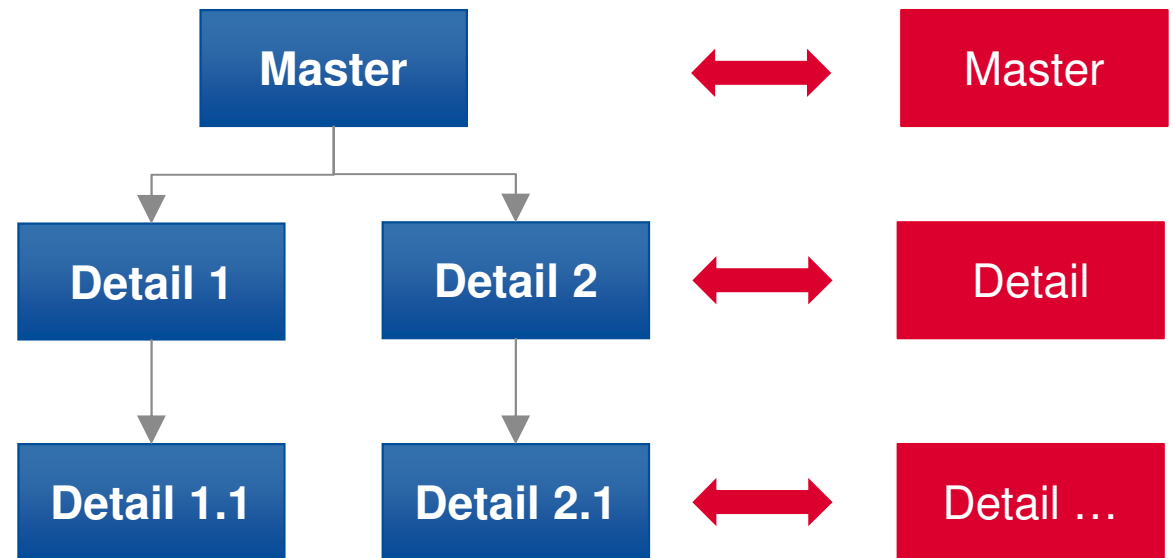 Master
Master
Detail 1
Detail 2
Detail
Detail 1.1
Detail 2.1
Detail …